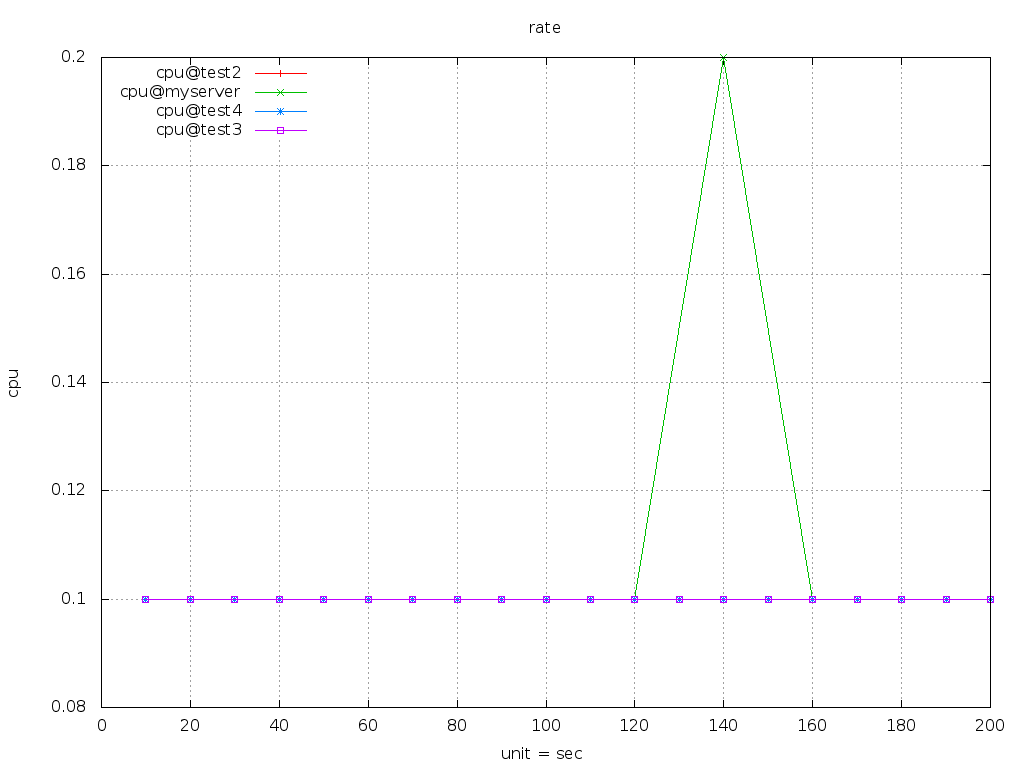 rate
0.2
cpu@test2
cpu@myserver
cpu@test4
cpu@test3
0.18
0.16
0.14
cpu
0.12
0.1
0.08
0 20 40 60 80 100 120 140 160 180 200
unit = sec